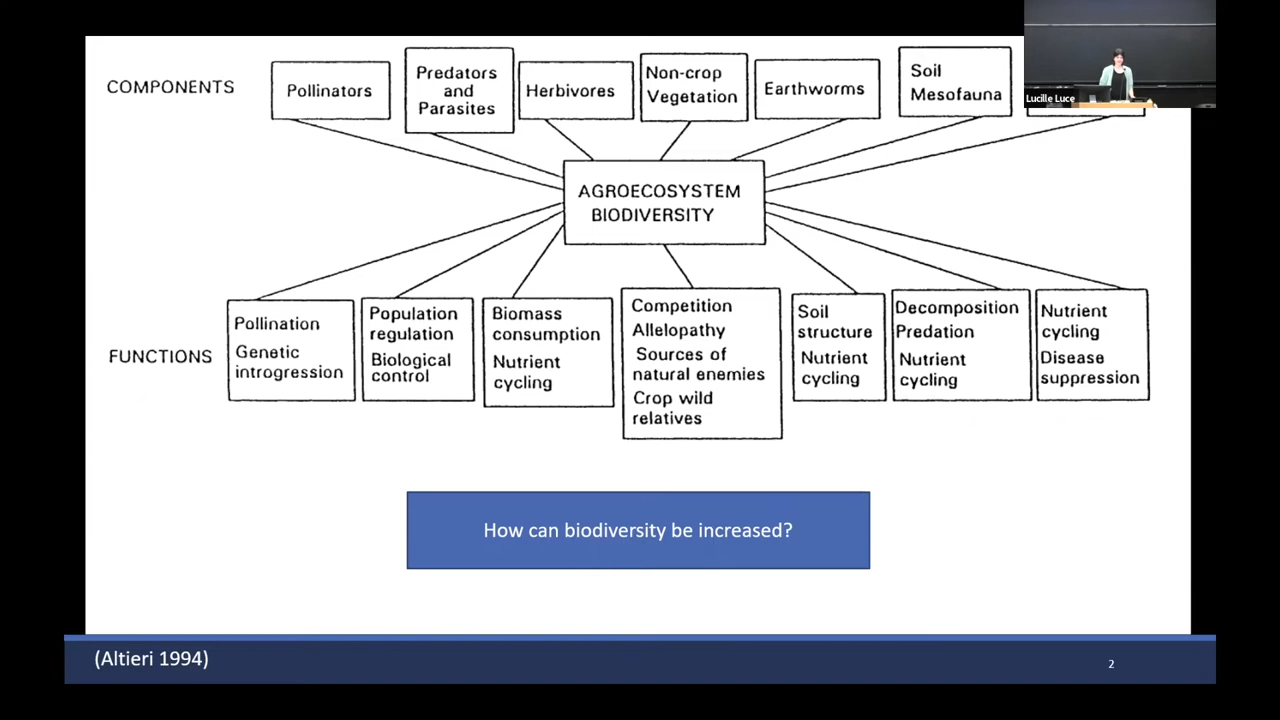 COMPONENTS
Pollinators
Predators
and
Parasites
Herbivores
Non-crop
Vegetation
Earthworms
Soil
Mesofauna
Lucille Luce
AGROECOSYSTEM
BIODIVERSITY
FUNCTIONS
Pollination
Genetic
introgression
Population
regulation
Biological
control
Biomass
consumption
Nutrient
cycling
Competition
Allelopathy
Sources of
natural enemies
Crop wild
relatives
Soil
structure
Nutrient
cycling
Decomposition
Predation
Nutrient
cycling
Nutrient
cycling
Disease
suppression
How can biodiversity be increased?
(Altieri 1994)
2